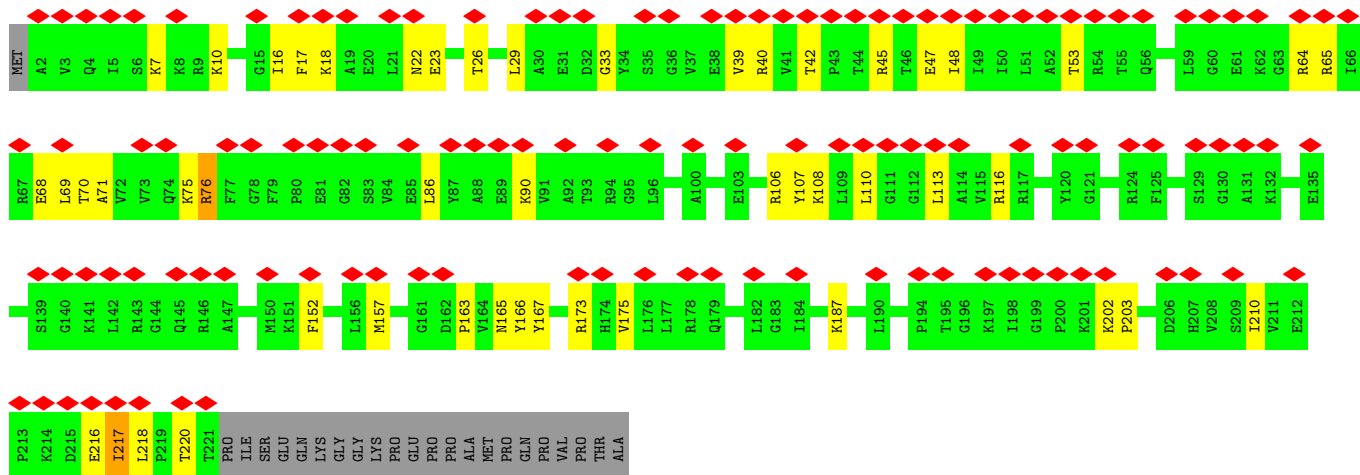 MET A2 V3 Q4 I5 S6 K7 K8 R9 K10 G15 I16 F17 K18 A19 E20 L21 N22 E23 T26 L29 A30 E31 D32 G33 Y34 S35 G36 V37 E38 V39 R40 V41 T42 P43 T44 R45 T46 E47 I48 I49 I50 L51 A52 T53 R54 T55 Q56 L59 G60 E61 K62 G63 R64 R65 I66
R67 E68 L69 T70 A71 V72 V73 Q74 K75 R76 F77 G78 F79 P80 E81 G82 S83 V84 E85 L86 Y87 A88 E89 K90 V91 A92 T93 R94 G95 L96 A100 E103 R106 Y107 K108 L109 L110 G111 G112 L113 A114 V115 R116 R117 Y120 G121 R124 F125 S129 G130 A131 K132 E135
S139 G140 K141 L142 R143 G144 Q145 R146 A147 M150 K151 F152 L156 M157 G161 D162 P163 V164 N165 Y166 Y167 R173 H174 V175 L176 L177 R178 Q179 L182 G183 I184 K187 L190 P194 T195 G196 K197 I198 G199 P200 K201 K202 P203 D206 H207 V208 S209 I210 V211 E212
P213 K214 D215 E216 I217 L218 P219 T220 T221 PRO ILE SER GLU GLN LYS GLY GLY LYS PRO GLU PRO PRO ALA MET PRO GLN PRO VAL PRO THR ALA